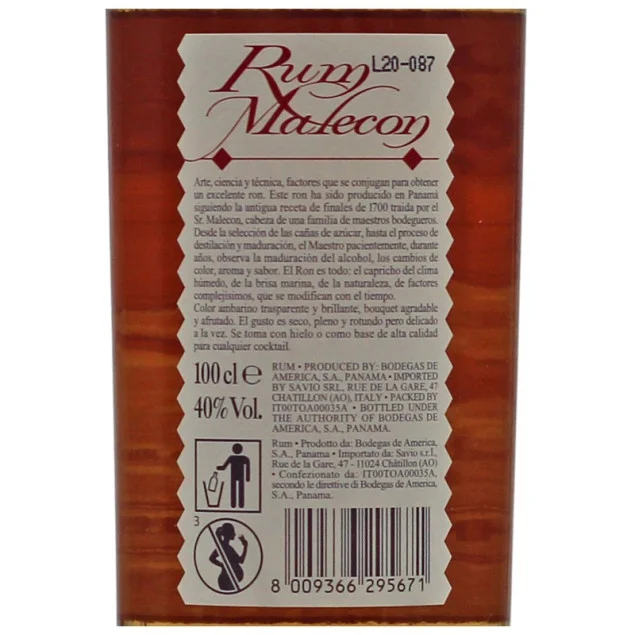 L20-087
Rum
Malecon
Arte, ciencia y técnica, factores que se conjugan para obtener
un excelente ron. Este ron ha sido producido en Panamá
siguiendo la antigua receta de finales de 1700 traida por el
Sr. Malecon, cabeza de una familia de maestros bodegueros.
Desde la selección de las cañas de azúcar, hasta el proceso de
destilación y maduración, el Maestro pacientemente, durante
años, observa la maduración del alcohol, los cambios de
color, aroma y sabor. El Ron es todo: el capricho del clima
húmedo, de la brisa marina, de la naturaleza, de factores
complejisimos, que se modifican con el tiempo.
Color ambarino trasparente y brillante, bouquet agradable
y afrutado. El gusto es seco, pleno y rotundo pero delicado
a la vez. Se toma con hielo o como base de alta calidad
para cualquier cocktail.
100 cl e
40% Vol.
RUM • PRODUCED BY: BODEGAS DE
AMERICA, S.A., PANAMA • IMPORTED
BY SAVIO SRL, RUE DE LA GARE, 47
CHATILLON (AO), ITALY • PACKED BY
IT00TOA00035A • BOTTLED UNDER
THE AUTHORITY OF BODEGAS DE
AMERICA, S.A., PANAMA.
Rum • Prodotto da: Bodegas de America,
S.A., Panama • Importato da: Savio s.r.l.,
Rue de la Gare, 47 - 11024 Châtillon (AO)
• Confezionato da: IT00TOA00035A,
secondo le direttive di Bodegas de America,
S.A., Panama.
3
8 009366 295671